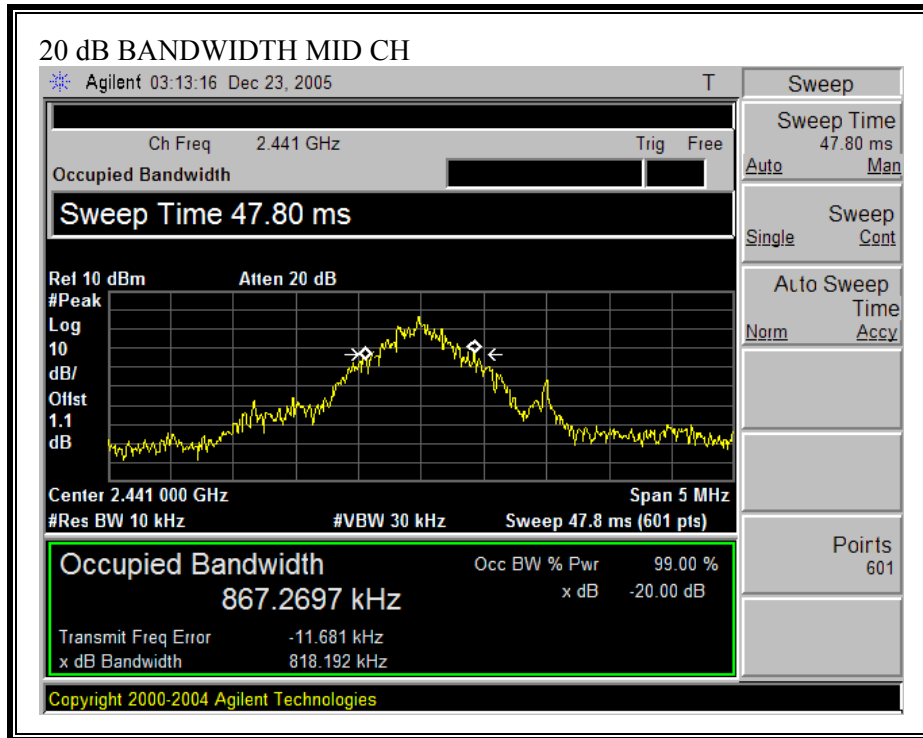 20 dB BANDWIDTH MID CH
Agilent 03:13:16 Dec 23, 2005 T
Ch Freq 2.441 GHz Trig Free
Occupied Bandwidth
Sweep Time 47.80 ms
Ref 10 dBm Atten 20 dB
#Peak
Log
10
dB/
Offst
1.1
dB
Center 2.441 000 GHz Span 5 MHz
#Res BW 10 kHz #VBW 30 kHz Sweep 47.8 ms (601 pts)
Occupied Bandwidth Occ BW % Pwr 99.00 %
867.2697 kHz x dB -20.00 dB
Transmit Freq Error -11.681 kHz
x dB Bandwidth 818.192 kHz
Copyright 2000-2004 Agilent Technologies
Sweep
Sweep Time
47.80 ms
Auto Man
Sweep
Single Cont
Auto Sweep
Time
Norm Accy
Points
601